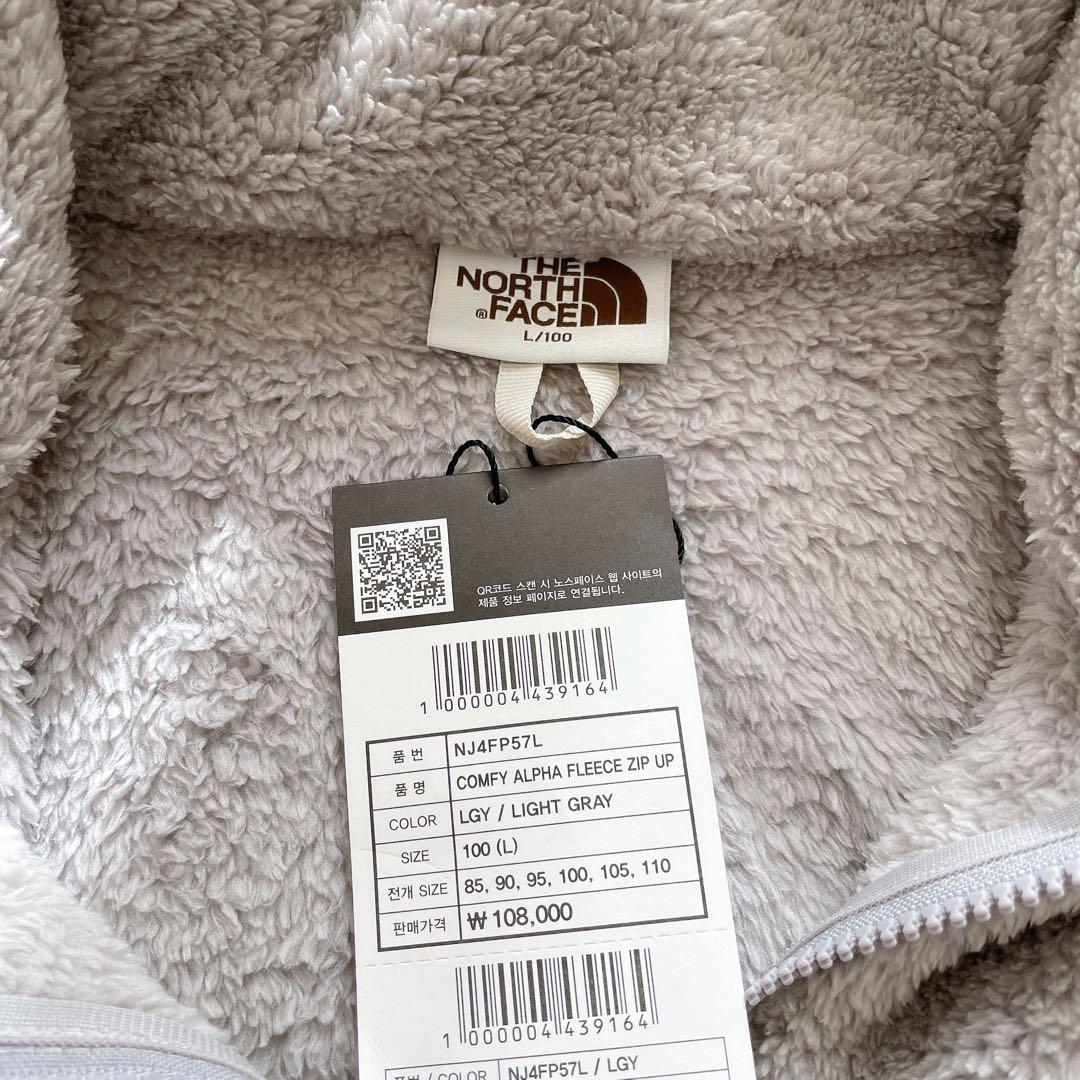 THE
NORTH
® FACE
L/100
QR코드 스캔 시 노스페이스 웹 사이트의
제품 정보 페이지로 연결됩니다.
1 000004 439164
품 번 NJ4FP57L
품 명 COMFY ALPHA FLEECE ZIP UP
COLOR LGY / LIGHT GRAY
SIZE 100 (L)
전개 SIZE 85, 90, 95, 100, 105, 110
판매가격 ₩ 108,000
1 000004 439164
품번 / COLOR NJ4FP57L / LGY